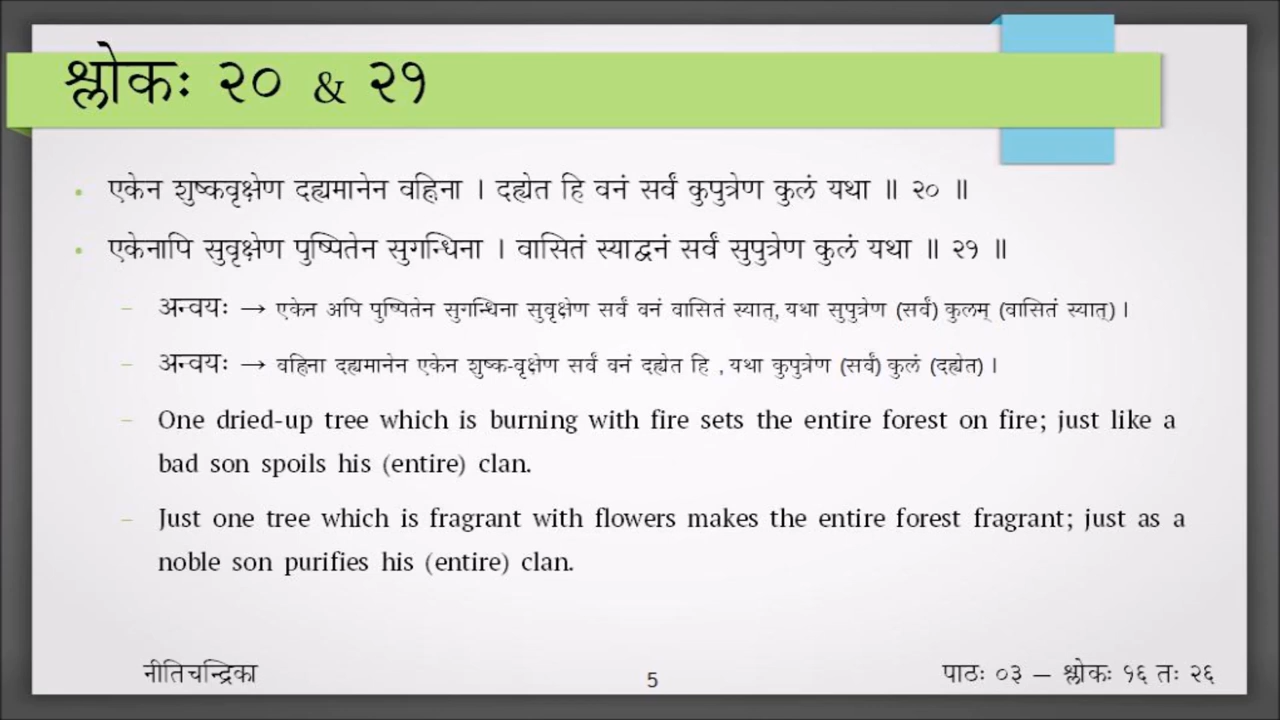 श्लोकः २० & २१
• एकेन शुष्कवृक्षेण दह्यमानेन वह्निना । दह्येत हि वनं सर्वं कुपुत्रेण कुलं यथा ॥ २० ॥
• एकेनापि सुवृक्षेण पुष्पितेन सुगन्धिना । वासितं स्याद्वनं सर्वं सुपुत्रेण कुलं यथा ॥ २१ ॥
– अन्वयः → एकेन अपि पुष्पितेन सुगन्धिना सुवृक्षेण सर्वं वनं वासितं स्यात्, यथा सुपुत्रेण (सर्वं) कुलम् (वासितं स्यात्) ।
– अन्वयः → वह्निना दह्यमानेन एकेन शुष्क-वृक्षेण सर्वं वनं दह्येत हि , यथा कुपुत्रेण (सर्वं) कुलं (दह्येत) ।
– One dried-up tree which is burning with fire sets the entire forest on fire; just like a
bad son spoils his (entire) clan.
– Just one tree which is fragrant with flowers makes the entire forest fragrant; just as a
noble son purifies his (entire) clan.
नीतिचन्द्रिका
5
पाठः ०३ – श्लोकः १६ तः २६